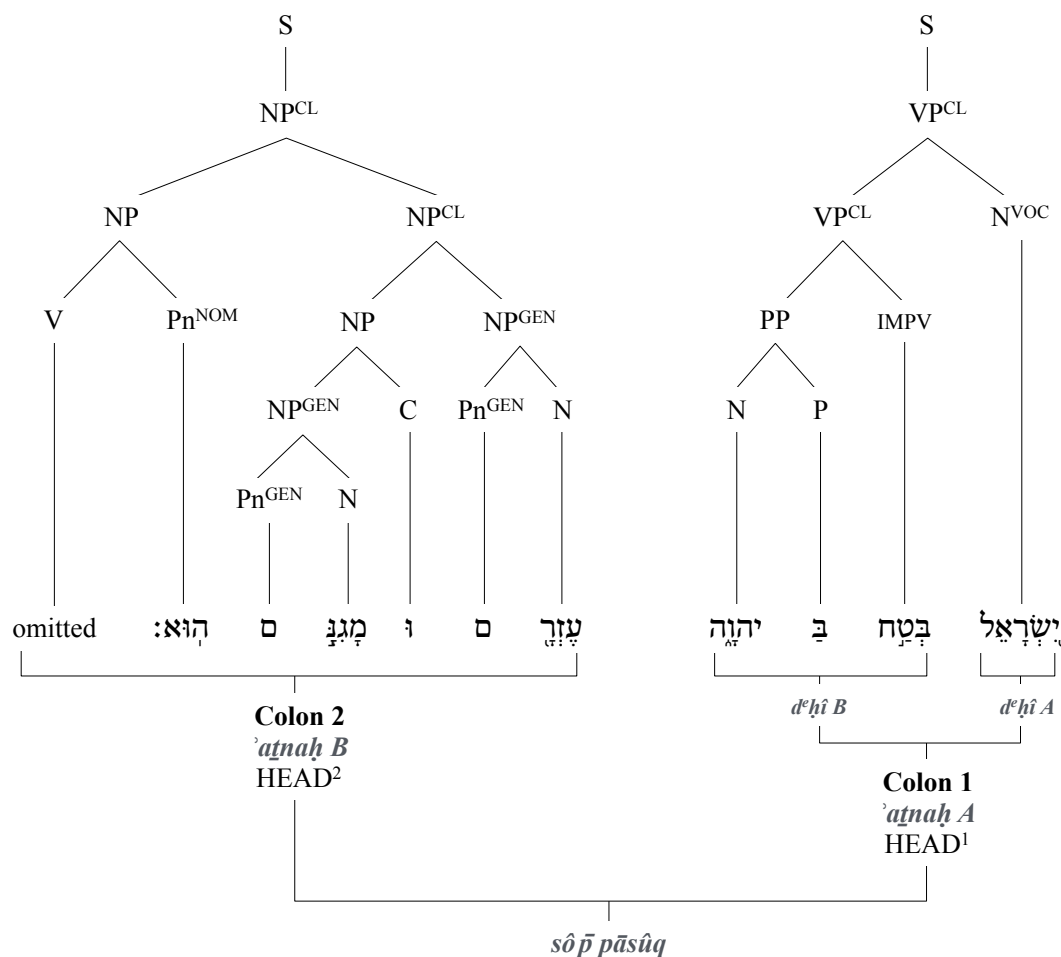 S S
NP^CL VP^CL
NP NP^CL VP^CL N^VOC
V Pn^NOM NP NP^GEN PP IMPV
NP^GEN C Pn^GEN N N P
Pn^GEN N
יִ֭שְׂרָאֵל בְּטַ֣ח בַּ יהוָ֑ה עֶזְרָ֖ ם וּ מָגִנָּ֣ ם הֽוּא׃ omitted
dᵉḥî B dᵉḥî A
Colon 2
ʾaṯnaḥ B
HEAD²
Colon 1
ʾaṯnaḥ A
HEAD¹
sôp̄ pāsûq